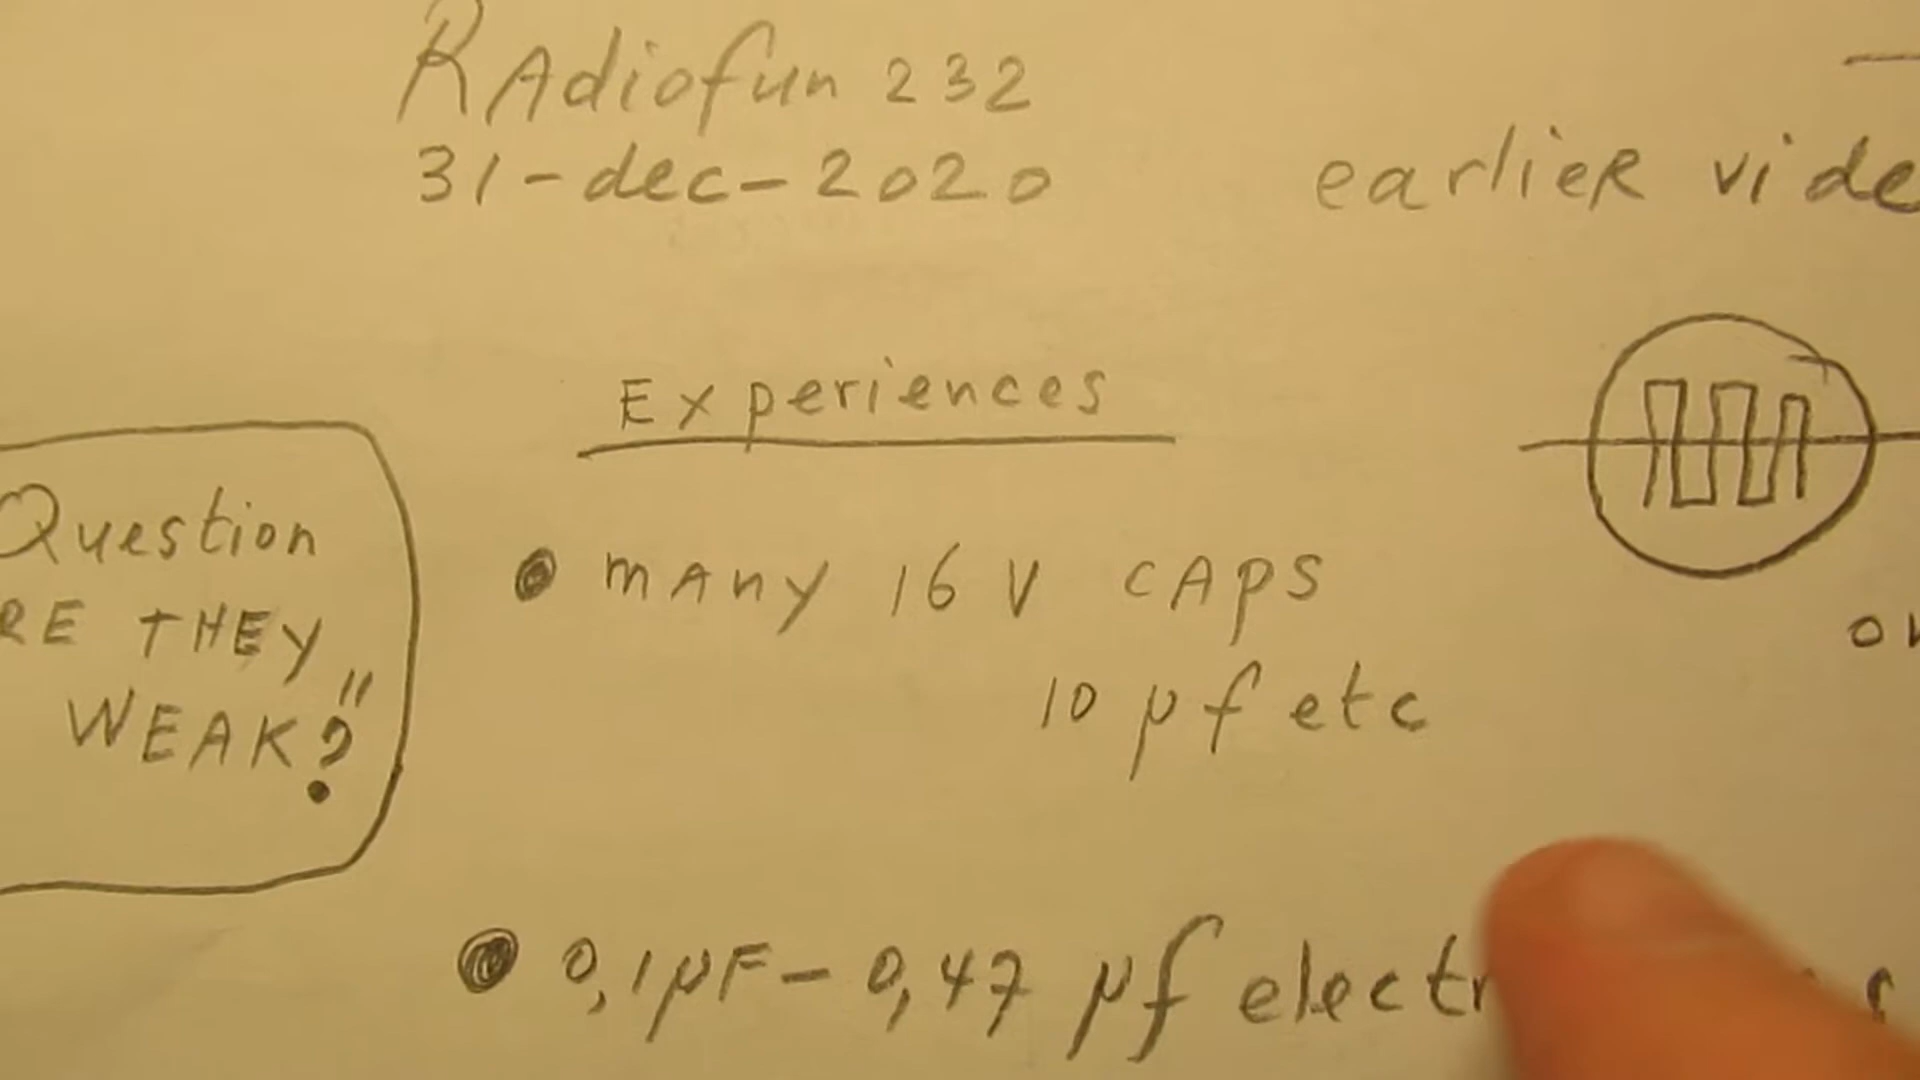 RAdiofun 232
31-dec-2020
earlieR vide
Experiences
Question
RE THEY
WEAK?"
• mAny 16 V cAps
10 µf etc
• 0,1µF - 0,47 µf electr